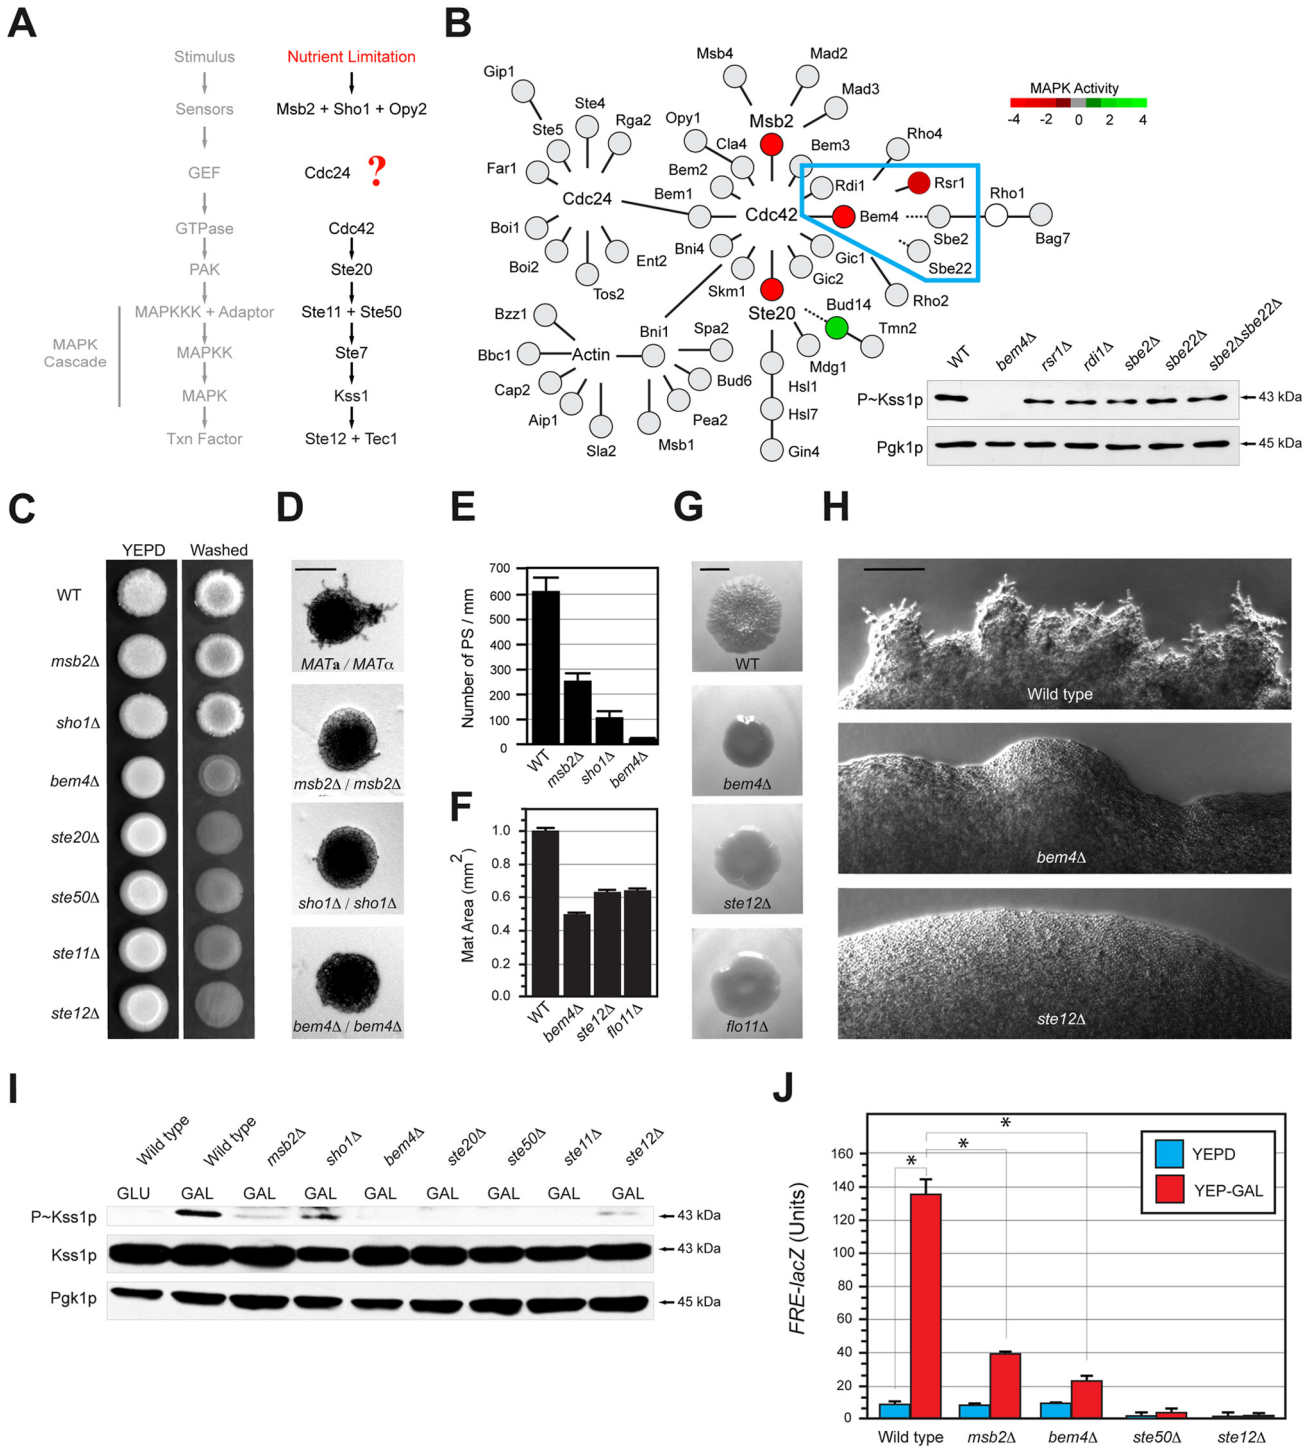 A
Stimulus
Sensors
GEF
GTPase
PAK
MAPKKK + Adaptor
MAPKK
MAPK
Txn Factor
MAPK
Cascade
Nutrient Limitation
Msb2 + Sho1 + Opy2
Cdc24 ?
Cdc42
Ste20
Ste11 + Ste50
Ste7
Kss1
Ste12 + Tec1
B
Gip1
Ste4
Ste5
Rga2
Far1
Cdc24
Boi1
Boi2
Tos2
Ent2
Msb4
Mad2
Mad3
Msb2
Opy1
Cla4
Bem3
Rho4
Bem2
Rdi1
Rsr1
Bem1
Cdc42
Bem4
Rho1
Sbe2
Bag7
Bni4
Gic1
Sbe22
Skm1
Gic2
Rho2
Ste20
Bud14
Tmn2
Mdg1
Hsl1
Hsl7
Gin4
Bzz1
Bni1
Spa2
Bbc1
Actin
Bud6
Cap2
Pea2
Aip1
Sla2
Msb1
MAPK Activity
-4 -2 0 2 4
WT bem4Δ rsr1Δ rdi1Δ sbe2Δ sbe22Δ sbe2Δsbe22Δ
P~Kss1p
43 kDa
Pgk1p
45 kDa
C
YEPD Washed
WT
msb2Δ
sho1Δ
bem4Δ
ste20Δ
ste50Δ
ste11Δ
ste12Δ
D
MATa / MATα
msb2Δ / msb2Δ
sho1Δ / sho1Δ
bem4Δ / bem4Δ
E
Number of PS / mm
700
600
500
400
300
200
100
0
WT msb2Δ sho1Δ bem4Δ
F
Mat Area (mm2)
1.0
0.8
0.6
0.4
0.2
0.0
WT bem4Δ ste12Δ flo11Δ
G
WT
bem4Δ
ste12Δ
flo11Δ
H
Wild type
bem4Δ
ste12Δ
I
Wild type Wild type msb2Δ sho1Δ bem4Δ ste20Δ ste50Δ ste11Δ ste12Δ
GLU GAL GAL GAL GAL GAL GAL GAL GAL
P~Kss1p
43 kDa
Kss1p
43 kDa
Pgk1p
45 kDa
J
FRE-lacZ (Units)
160
140
120
100
80
60
40
20
0
* * *
YEPD
YEP-GAL
Wild type msb2Δ bem4Δ ste50Δ ste12Δ